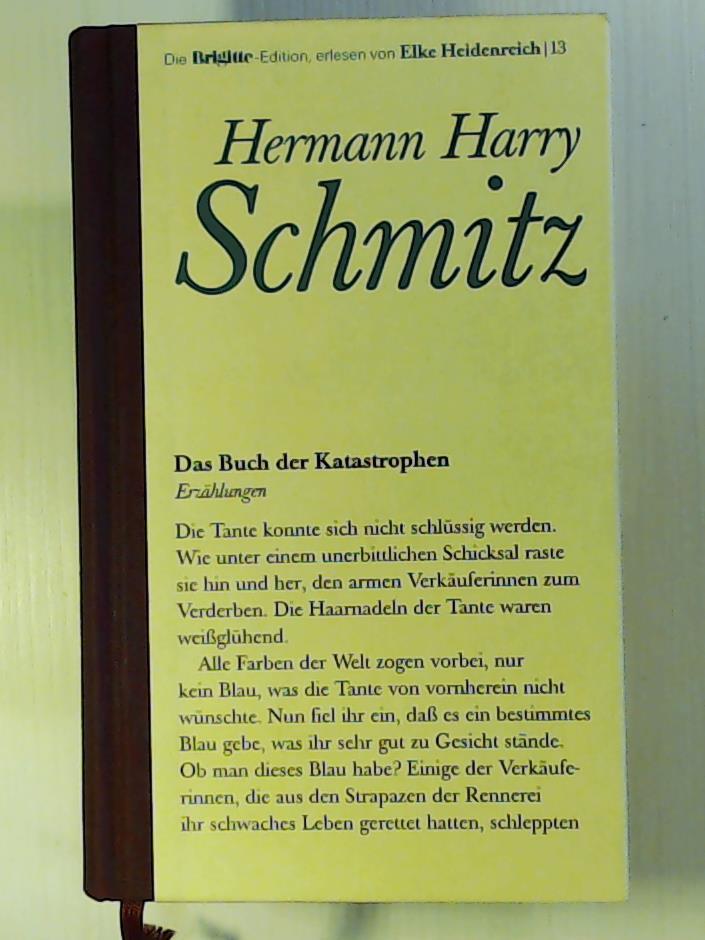 Die Brigitte-Edition, erlesen von Elke Heidenreich | 13
Hermann Harry
Schmitz
Das Buch der Katastrophen
Erzählungen
Die Tante konnte sich nicht schlüssig werden.
Wie unter einem unerbittlichen Schicksal raste
sie hin und her, den armen Verkäuferinnen zum
Verderben. Die Haarnadeln der Tante waren
weißglühend.
Alle Farben der Welt zogen vorbei, nur
kein Blau, was die Tante von vornherein nicht
wünschte. Nun fiel ihr ein, daß es ein bestimmtes
Blau gebe, was ihr sehr gut zu Gesicht stände.
Ob man dieses Blau habe? Einige der Verkäufe-
rinnen, die aus den Strapazen der Rennerei
ihr schwaches Leben gerettet hatten, schleppten